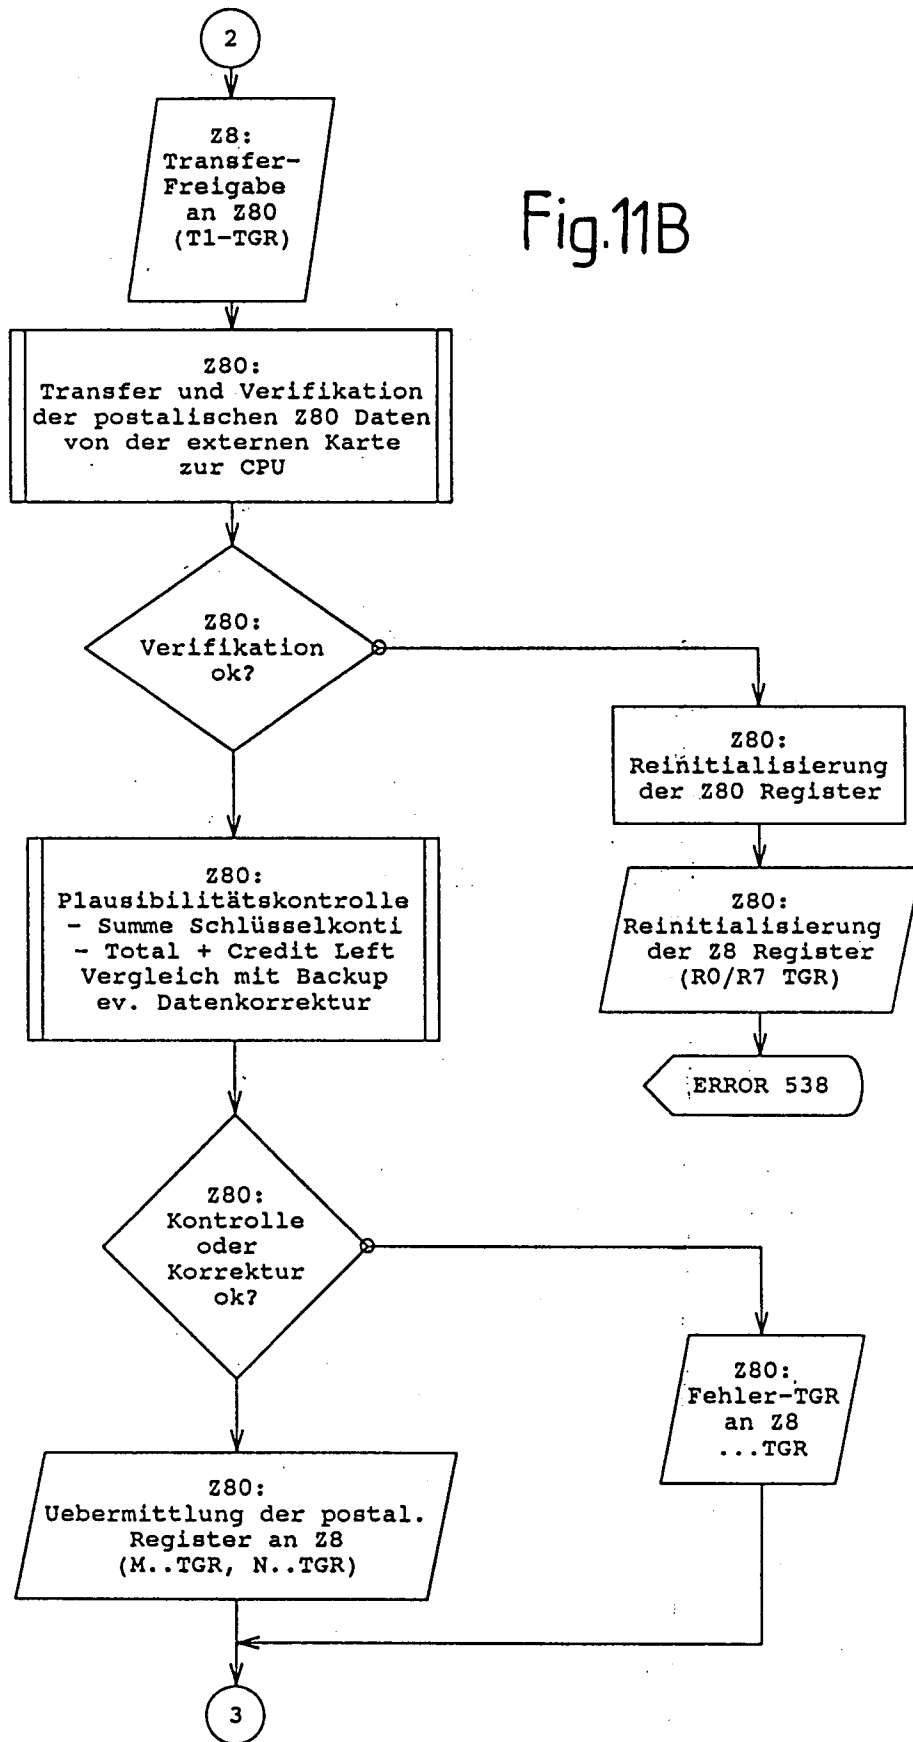 2
Z8:
Transfer-
Freigabe
an Z80
(T1-TGR)
Fig.11B
Z80:
Transfer und Verifikation
der postalischen Z80 Daten
von der externen Karte
zur CPU
Z80:
Verifikation
ok?
Z80:
Reinitialisierung
der Z80 Register
Z80:
Plausibilitätskontrolle
- Summe Schlüsselkonti
- Total + Credit Left
Vergleich mit Backup
ev. Datenkorrektur
Z80:
Reinitialisierung
der Z8 Register
(R0/R7 TGR)
ERROR 538
Z80:
Kontrolle
oder
Korrektur
ok?
Z80:
Fehler-TGR
an Z8
...TGR
Z80:
Uebermittlung der postal.
Register an Z8
(M..TGR, N..TGR)
3